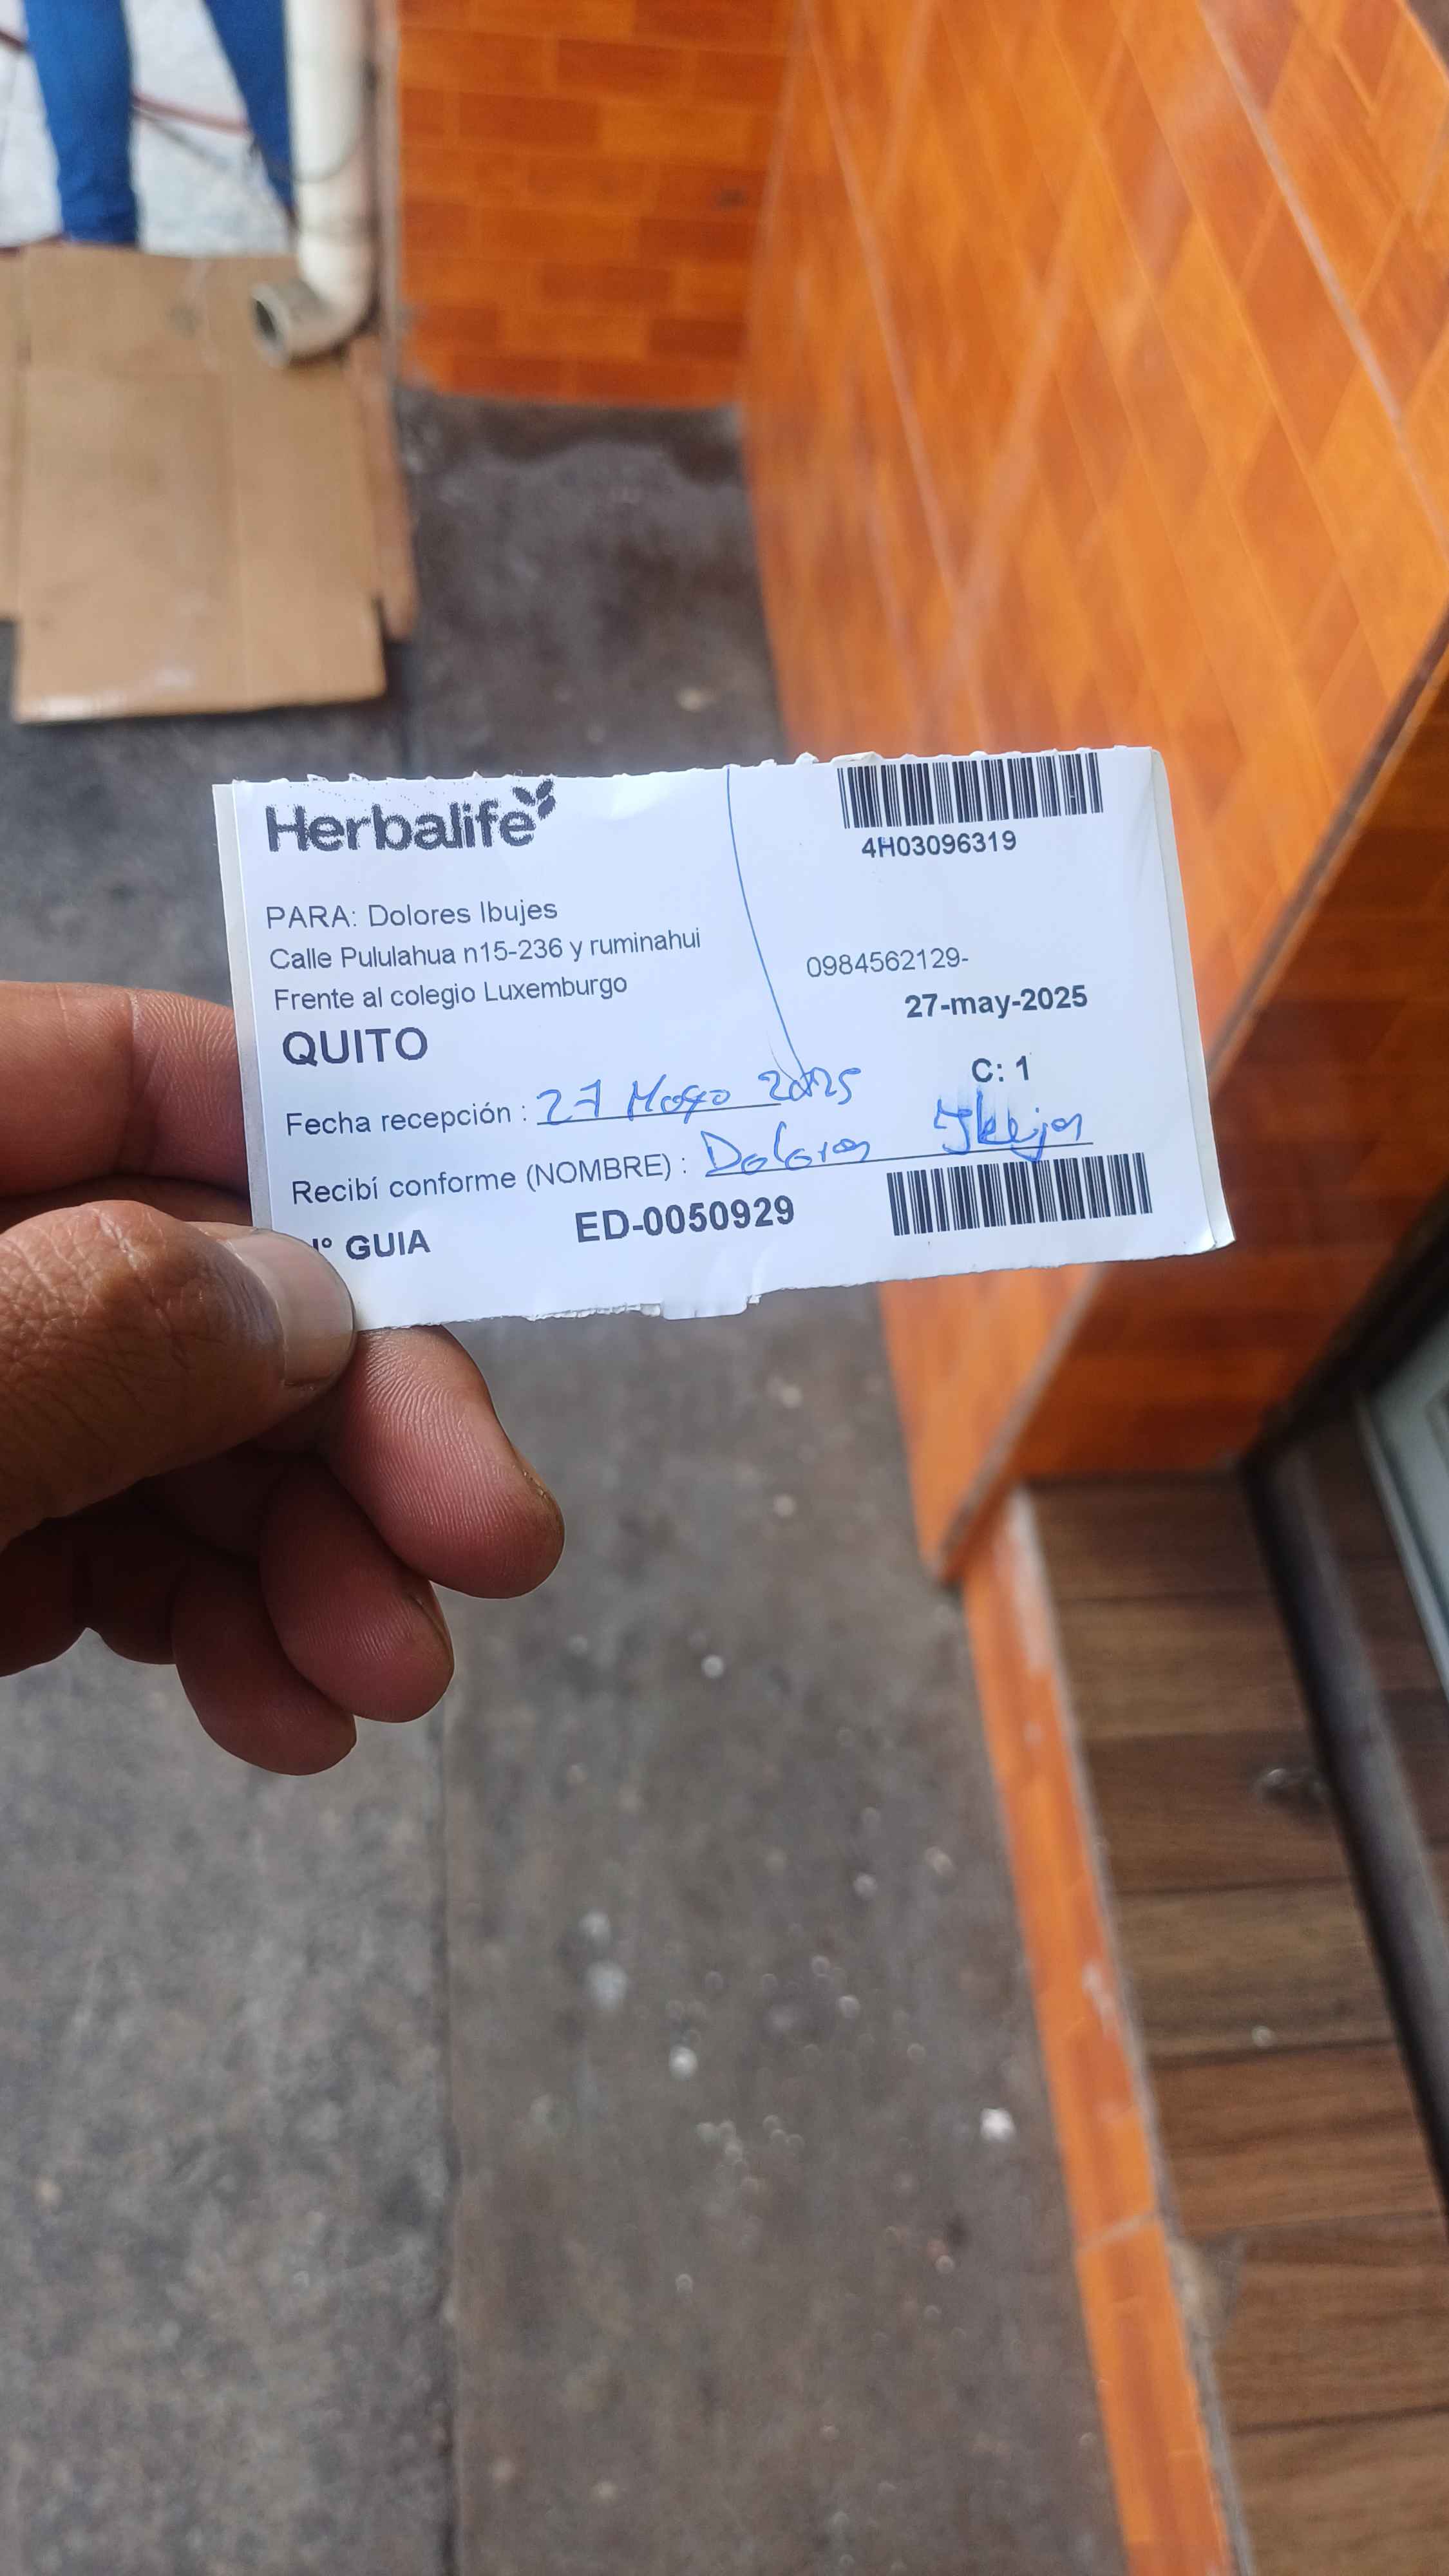 Herbalife
4H03096319
PARA: Dolores Ibujes
Calle Pululahua n15-236 y ruminahui
Frente al colegio Luxemburgo
QUITO
0984562129-
27-may-2025
C: 1
Fecha recepción : 27 Mayo 2025
Recibí conforme (NOMBRE) : Dolores Ibujes
N° GUIA ED-0050929